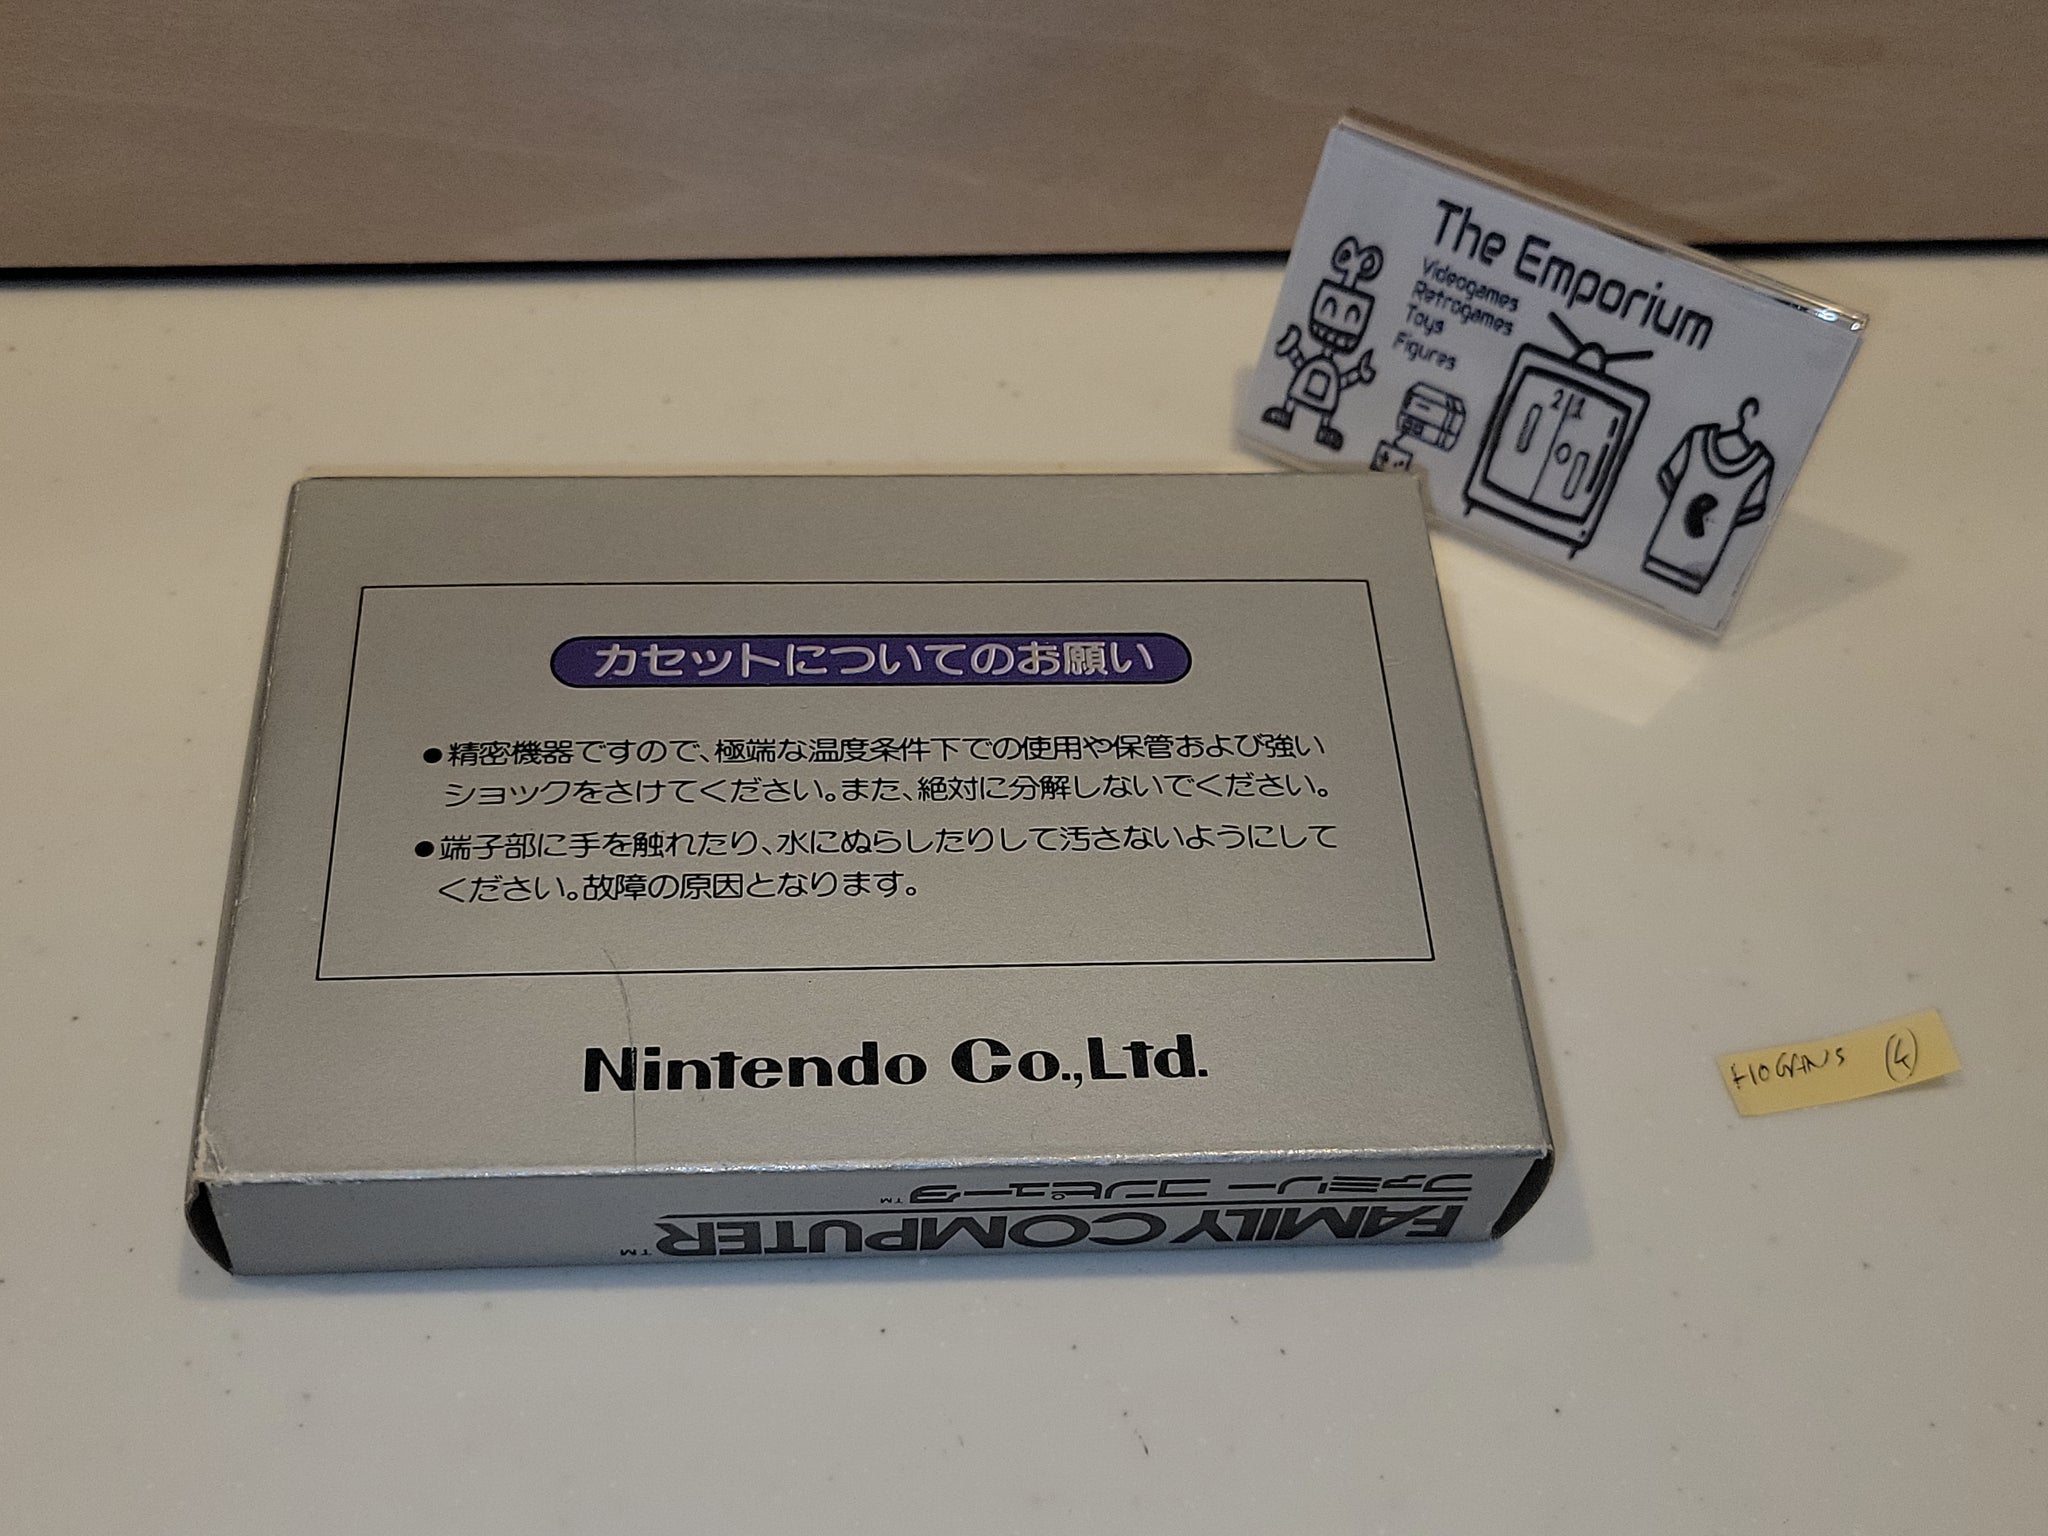 The Emporium
Videogames
Retrogames
Toys
Figures
21
カセットについてのお願い
●精密機器ですので、極端な温度条件下での使用や保管および強い
ショックをさけてください。また、絶対に分解しないでください。
●端子部に手を触れたり、水にぬらしたりして汚さないようにして
ください。故障の原因となります。
Nintendo Co.,Ltd.
ファミリー コンピュータ™
FAMILY COMPUTER™
(4)